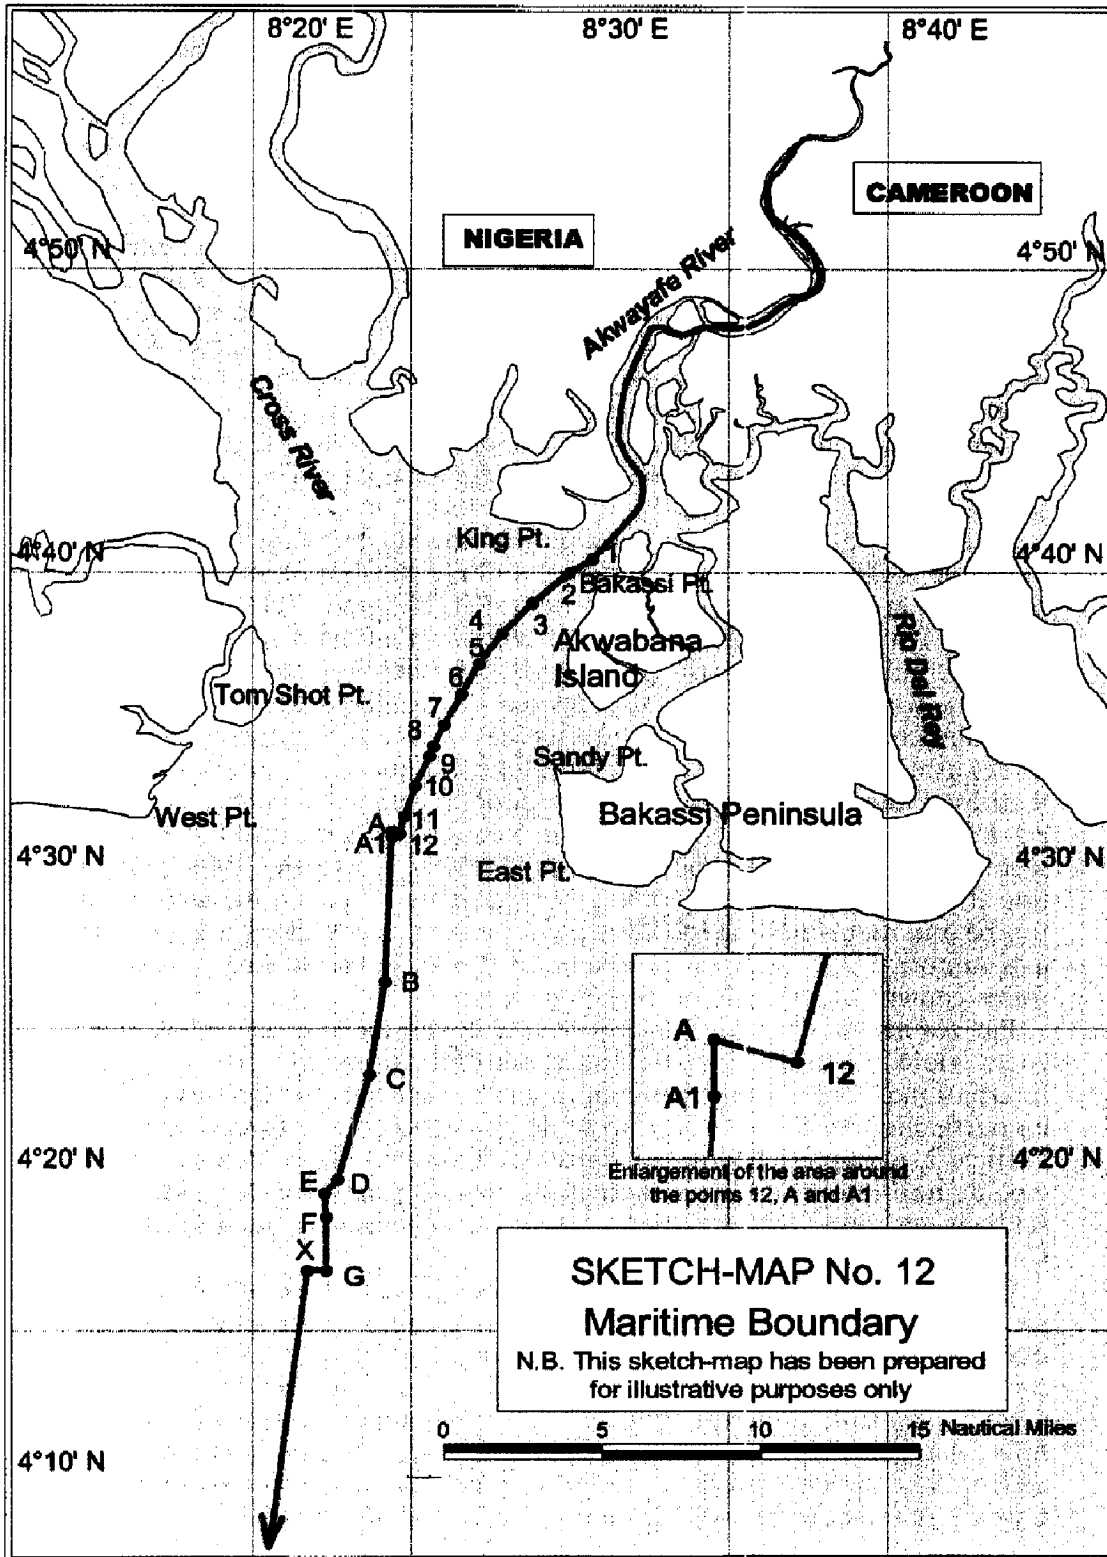 8°20' E
8°30' E
8°40' E
CAMEROON
NIGERIA
4°50' N
4°50' N
Akwayafe River
Cross River
King Pt.
1
4°40' N
4°40' N
Bakassi Pt.
2
3
4
Akwabana
Island
5
Rio Del Rey
6
Tom Shot Pt.
7
8
Sandy Pt.
9
10
West Pt.
Bakassi Peninsula
A
11
A1
12
4°30' N
4°30' N
East Pt.
B
A
12
A1
C
4°20' N
4°20' N
Enlargement of the area around
the points 12, A and A1
E
D
F
X
G
SKETCH-MAP No. 12
Maritime Boundary
N.B. This sketch-map has been prepared
for illustrative purposes only
0 5 10 15 Nautical Miles
4°10' N